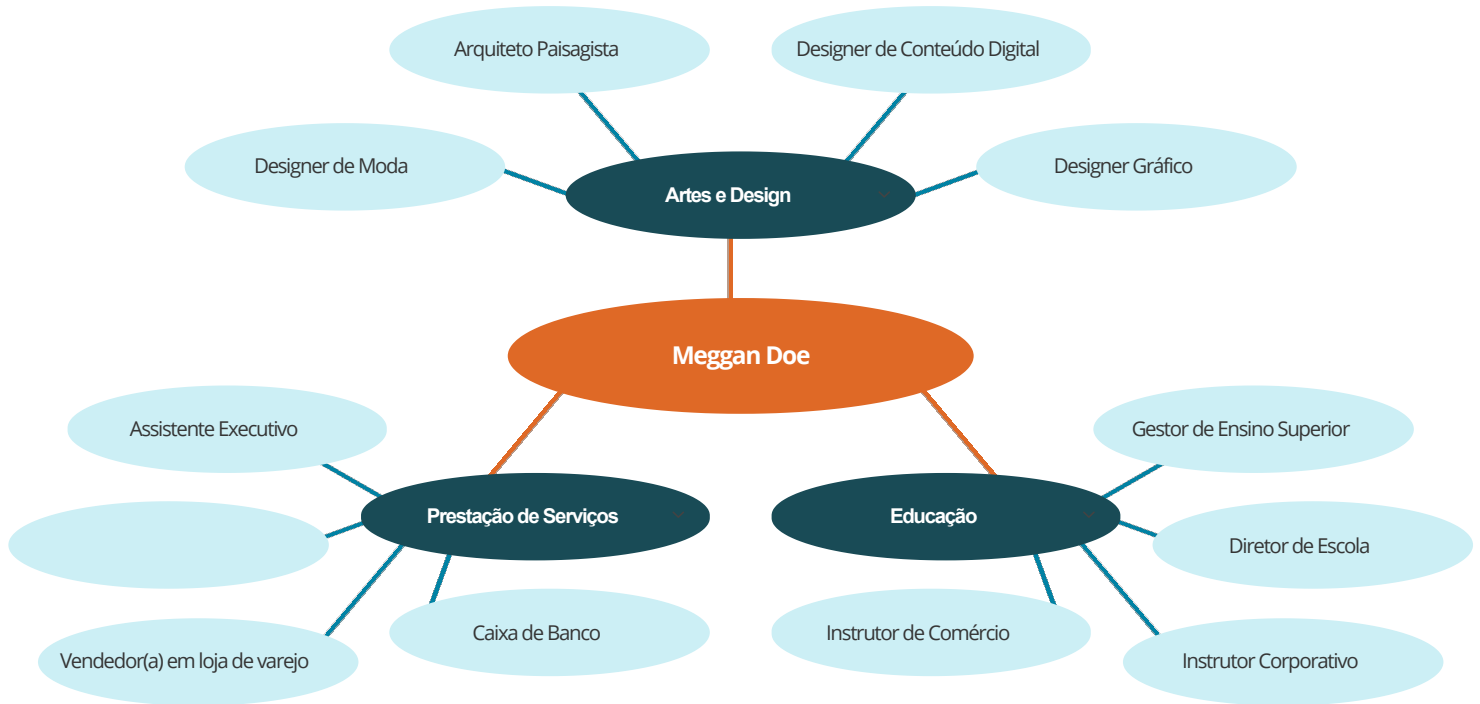 Arquiteto Paisagista
Designer de Conteúdo Digital
Designer de Moda
Designer Gráfico
Artes e Design
Meggan Doe
Assistente Executivo
Gestor de Ensino Superior
Prestação de Serviços
Educação
Diretor de Escola
Caixa de Banco
Instrutor de Comércio
Vendedor(a) em loja de varejo
Instrutor Corporativo